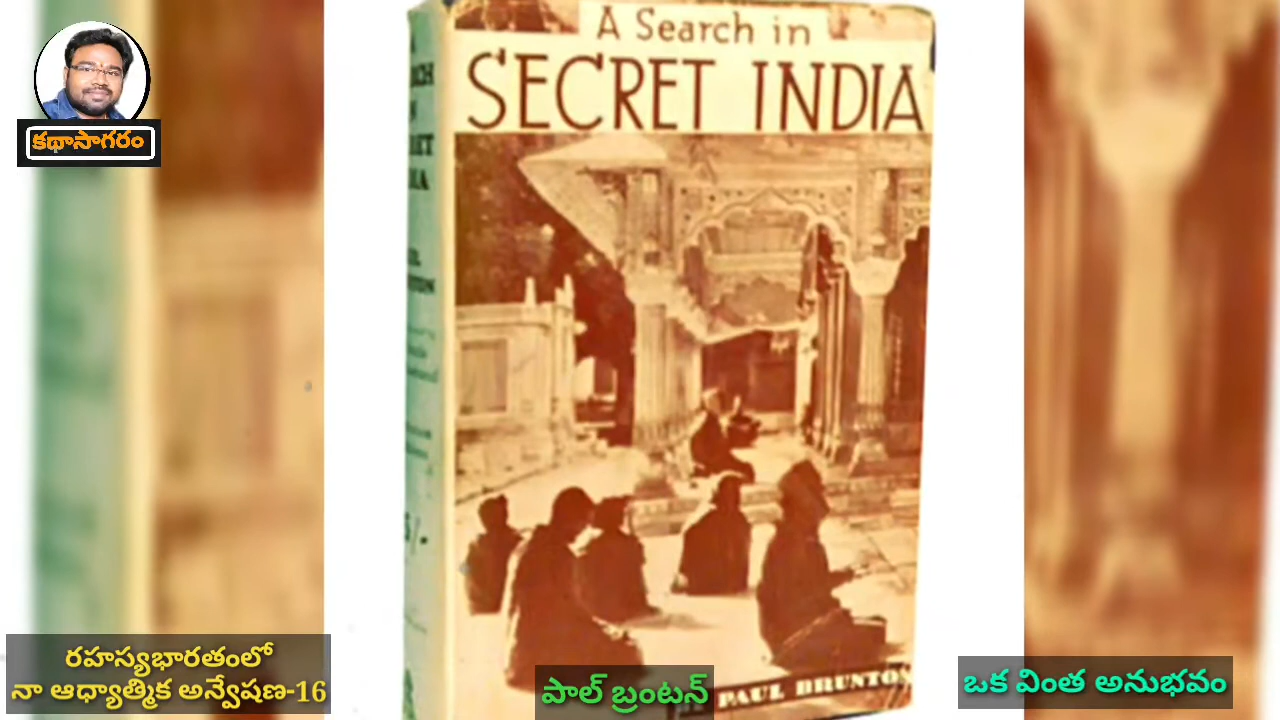 A Search in
SECRET INDIA
కథాసాగరం
రహస్యభారతంలో
నా ఆధ్యాత్మిక అన్వేషణ-16
పాల్ బ్రంటన్
PAUL BRUNTON
ఒక వింత అనుభవం